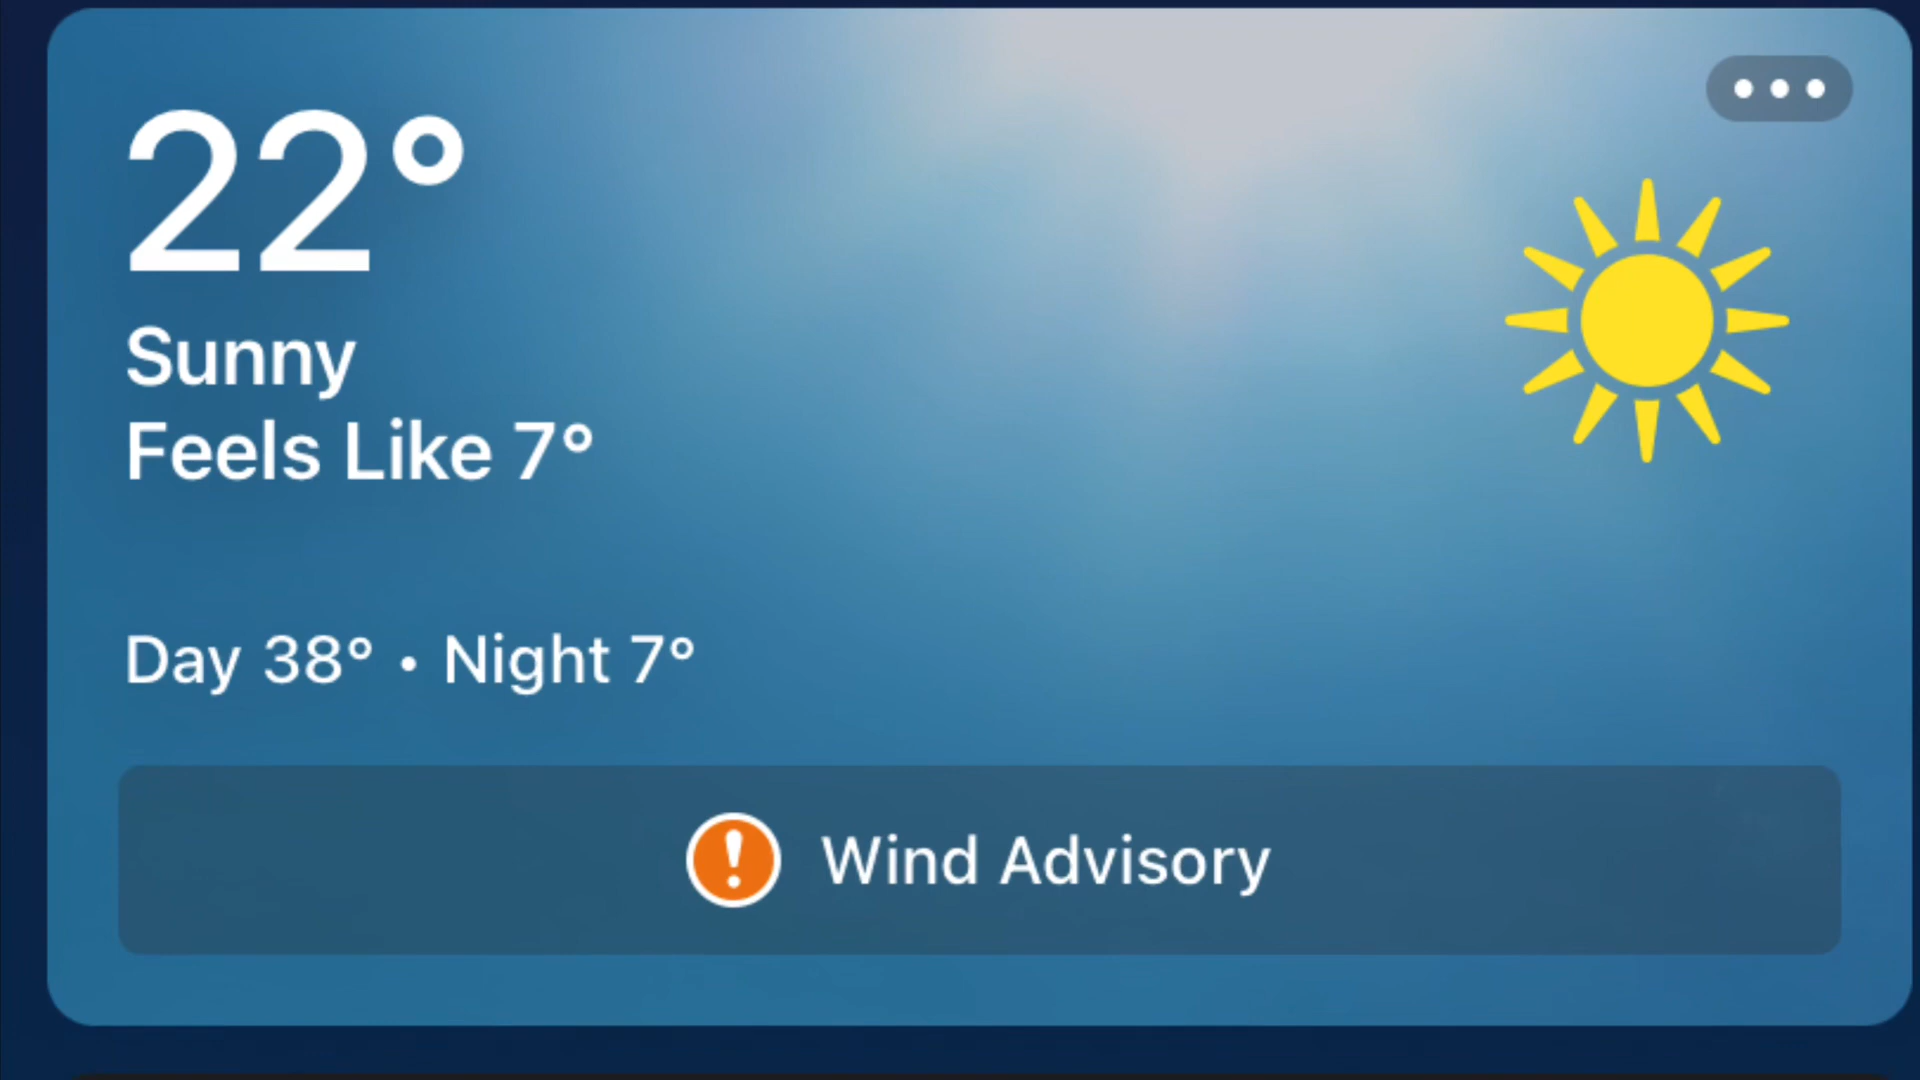 22°
Sunny
Feels Like 7°
Day 38° • Night 7°
Wind Advisory